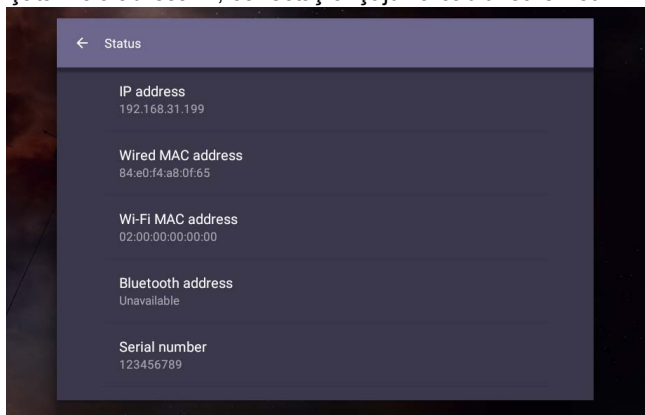 Status
IP address
192.168.31.199
Wired MAC address
84:e0:f4:a8:0f:65
Wi-Fi MAC address
02:00:00:00:00:00
Bluetooth address
Unavailable
Serial number
123456789